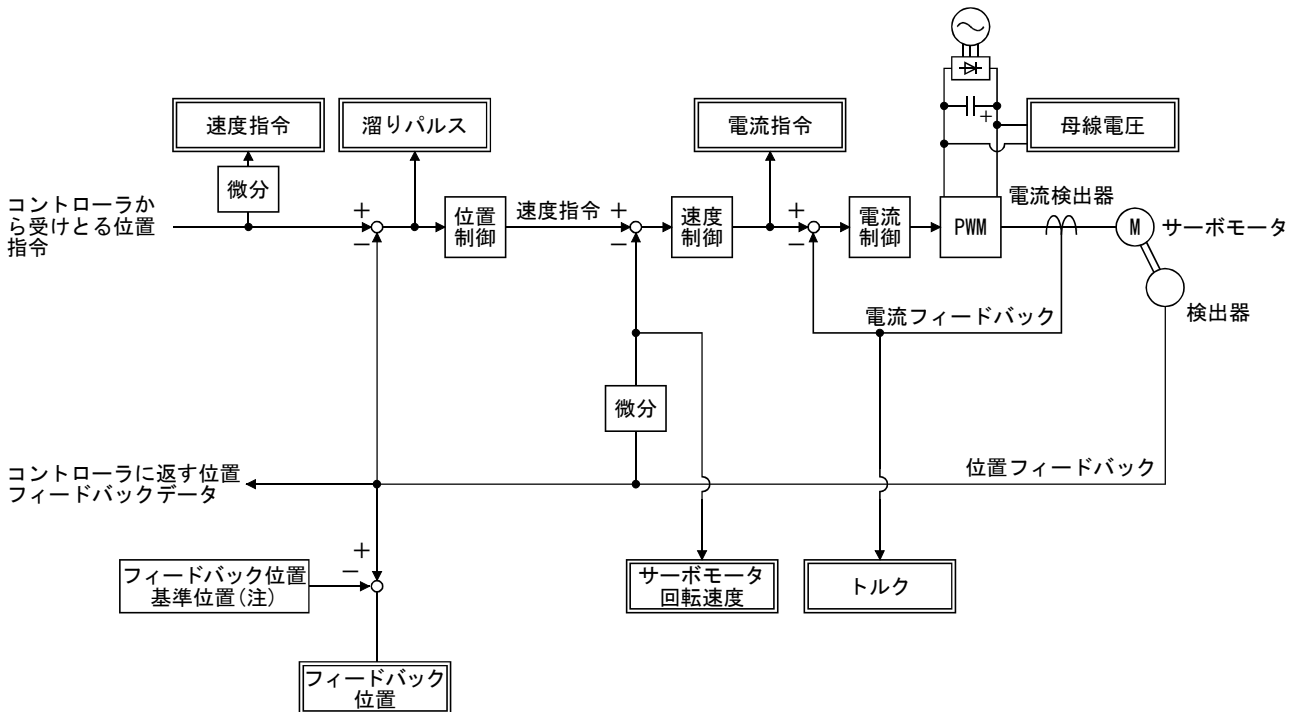 速度指令
溜りパルス
電流指令
母線電圧
微分
コントローラか
ら受けとる位置
指令
+
−
位置
制御
速度指令
+
−
速度
制御
+
−
電流
制御
PWM
電流検出器
M
サーボモータ
検出器
電流フィードバック
微分
コントローラに返す位置
フィードバックデータ
位置フィードバック
+
−
フィードバック位置
基準位置(注)
サーボモータ
回転速度
トルク
フィードバック
位置
+